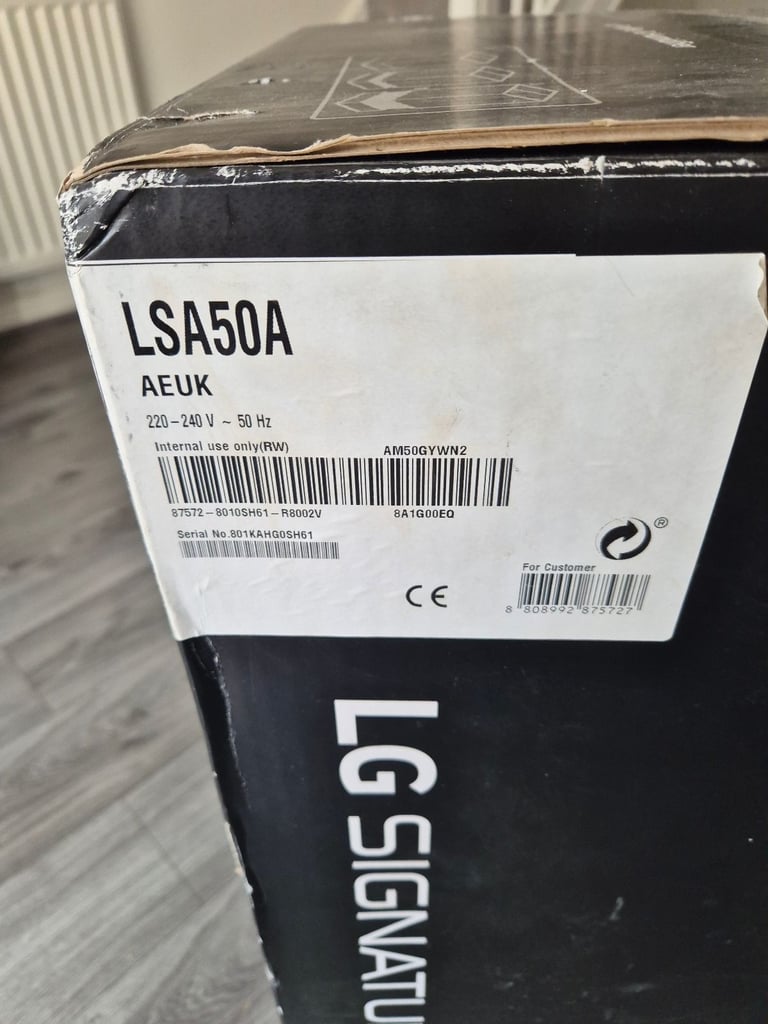 LSA50A
AEUK
220-240 V ~ 50 Hz
Internal use only(RW) AM50GYWN2
87572-8010SH61-R8002V 8A1G00EQ
Serial No.801KAHG0SH61
®
For Customer
CE
8 808992 875727
LG SIGNATU